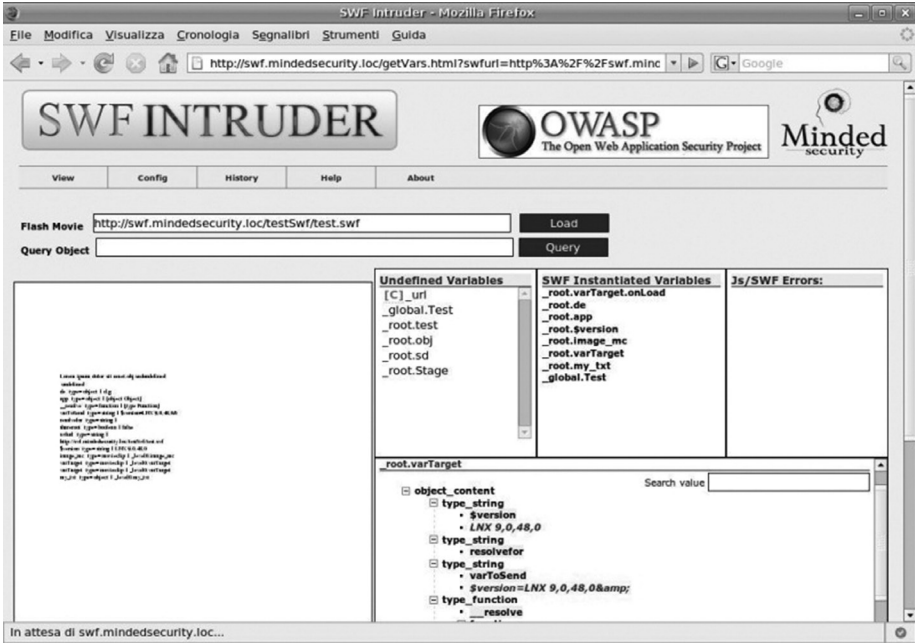 SWF Intruder - Mozilla Firefox
File Modifica Visualizza Cronologia Segnalibri Strumenti Guida
http://swf.mindedsecurity.loc/getVars.html?swfurl=http%3A%2F%2Fswf.minc
G Google
SWF INTRUDER
OWASP
The Open Web Application Security Project
Minded
security
View Config History Help About
Flash Movie http://swf.mindedsecurity.loc/testSwf/test.swf Load
Query Object Query
Undefined Variables
[C]_url
_global.Test
_root.test
_root.obj
_root.sd
_root.Stage
SWF Instantiated Variables
_root.varTarget.onLoad
_root.de
_root.app
_root.$version
_root.image_mc
_root.varTarget
_root.my_txt
_global.Test
Js/SWF Errors:
_root.varTarget
Search value
object_content
type_string
$version
LNX 9,0,48,0
type_string
resolvefor
type_string
varToSend
$version=LNX 9,0,48,0&amp;
type_function
__resolve
In attesa di swf.mindedsecurity.loc...